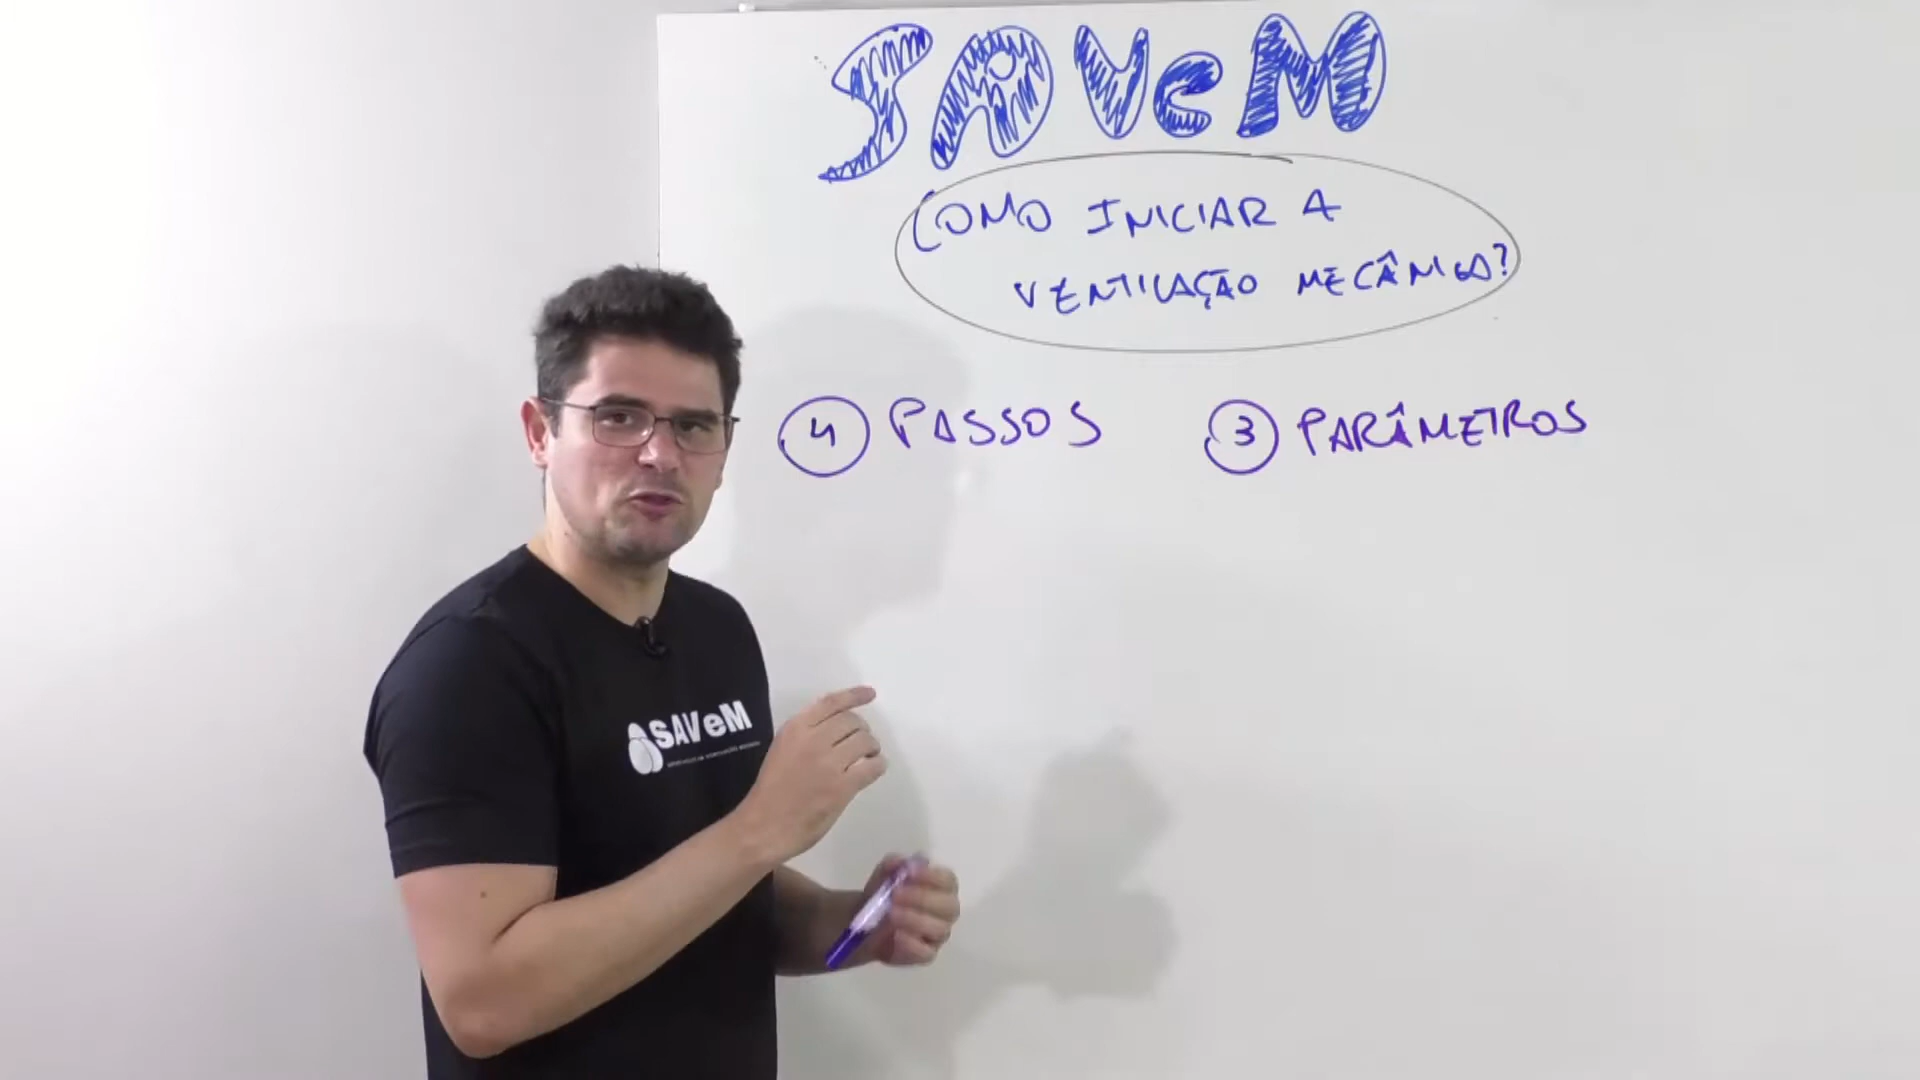 SAVeM
COMO INICIAR A
VENTILAÇÃO MECÂNICA?
4 PASSOS
3 PARÂMETROS
SAVeM